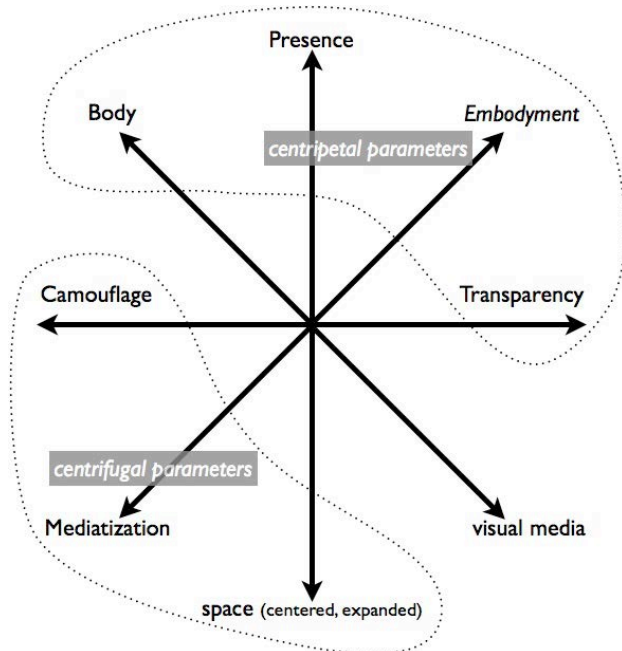 Presence
Body
Embodyment
centripetal parameters
Camouflage
Transparency
centrifugal parameters
Mediatization
visual media
space (centered, expanded)